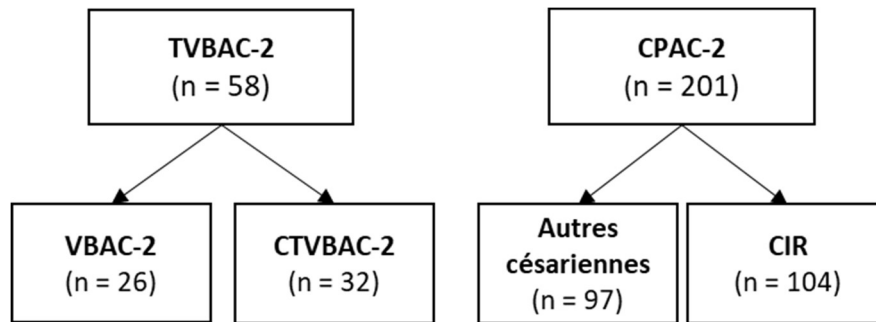 TVBAC-2
(n = 58)
CPAC-2
(n = 201)
VBAC-2
(n = 26)
CTVBAC-2
(n = 32)
Autres
césariennes
(n = 97)
CIR
(n = 104)